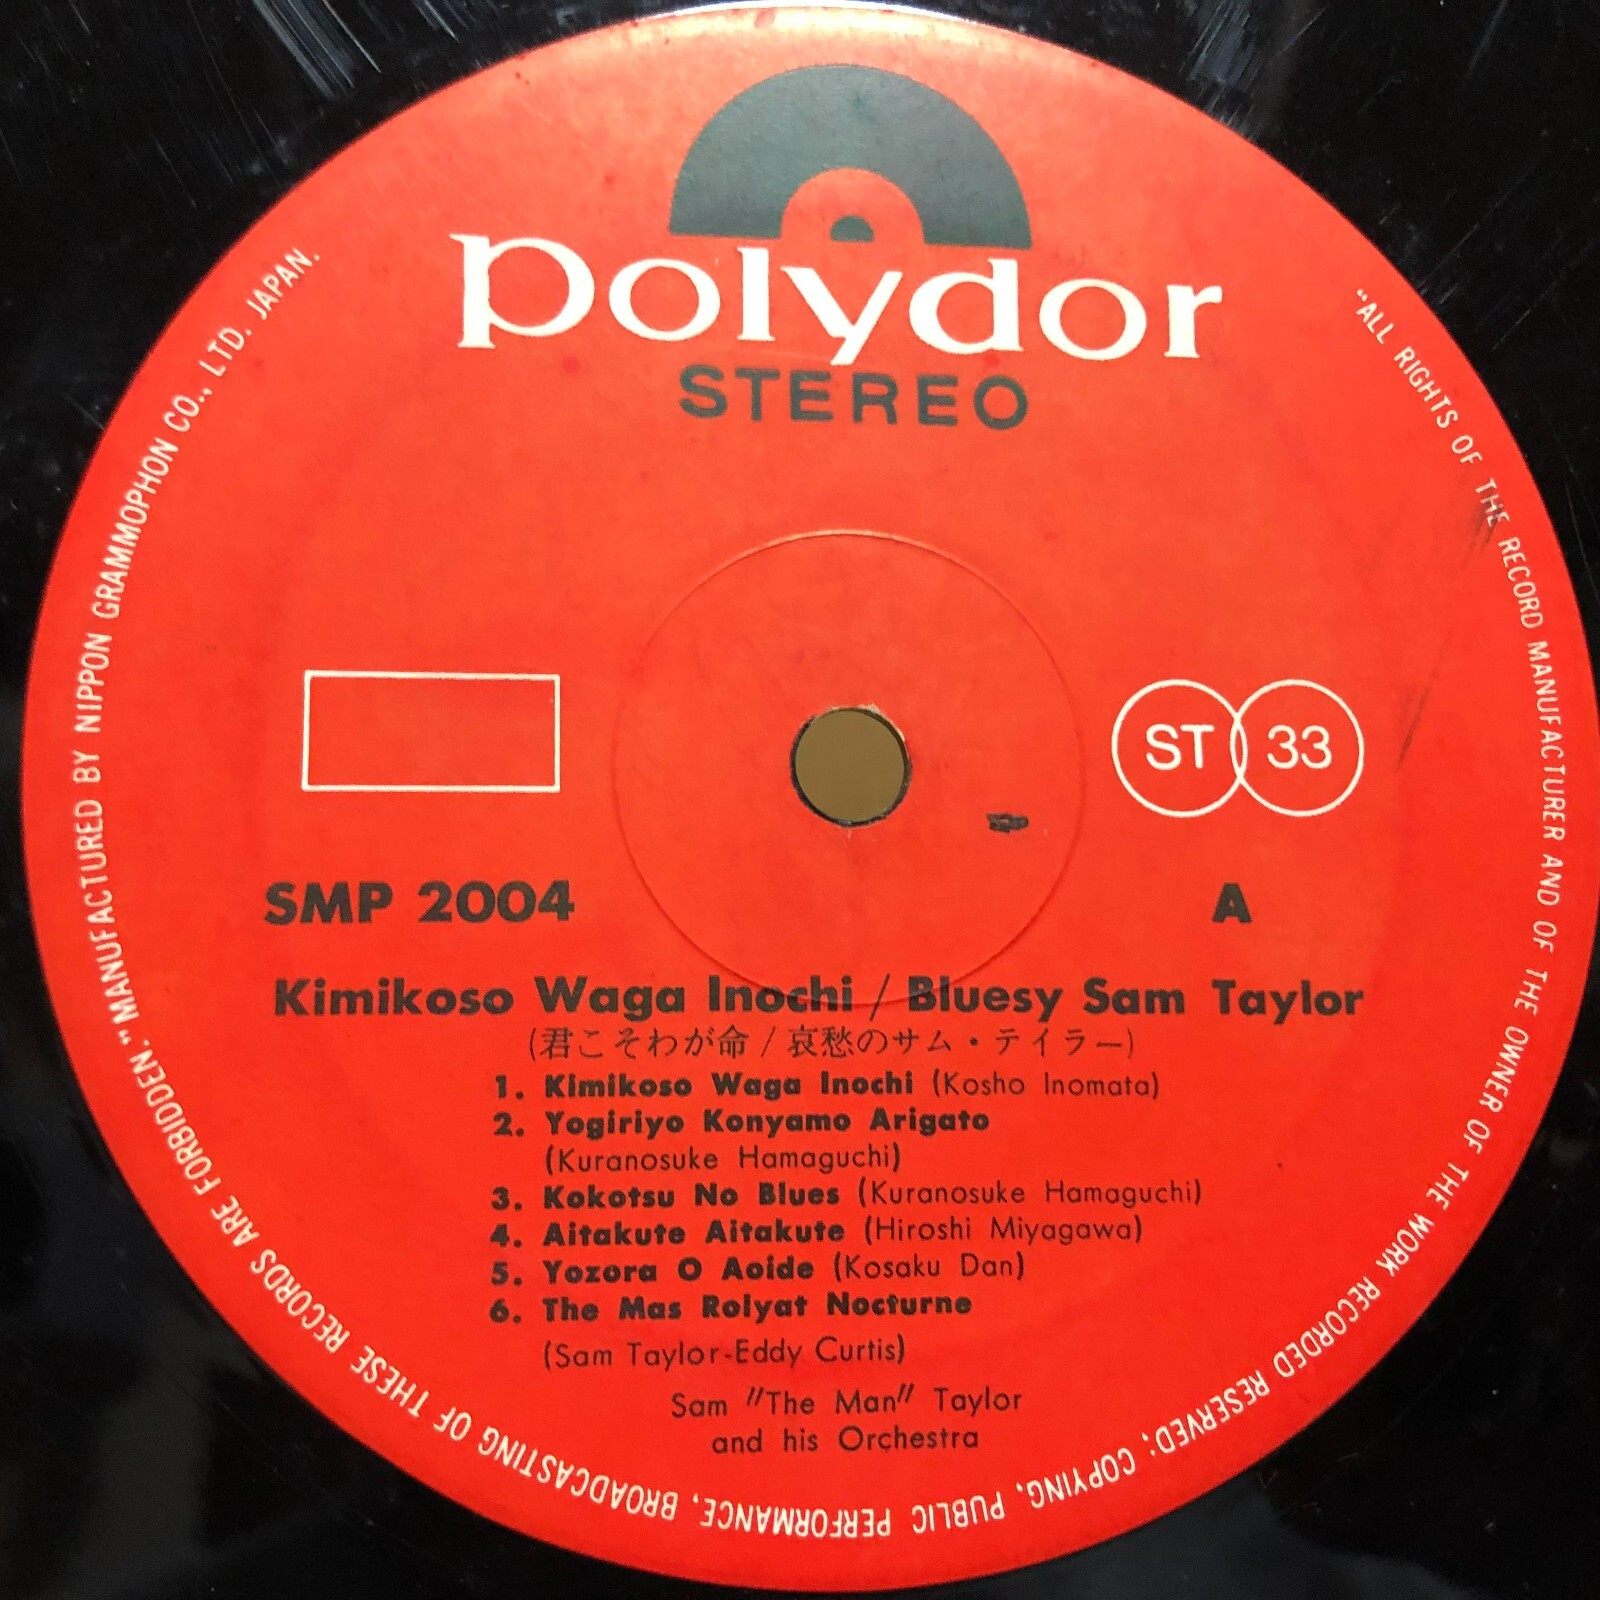 polydor
STEREO
ST 33
SMP 2004 A
Kimikoso Waga Inochi / Bluesy Sam Taylor
(君こそわが命 / 哀愁のサム・テイラー)
1. Kimikoso Waga Inochi (Kosho Inomata)
2. Yogiriyo Konyamo Arigato
(Kuranosuke Hamaguchi)
3. Kokotsu No Blues (Kuranosuke Hamaguchi)
4. Aitakute Aitakute (Hiroshi Miyagawa)
5. Yozora O Aoide (Kosaku Dan)
6. The Mas Rolyat Nocturne
(Sam Taylor-Eddy Curtis)
Sam "The Man" Taylor
and his Orchestra
"ALL RIGHTS OF THE RECORD MANUFACTURER AND OF THE OWNER OF THE WORK RECORDED RESERVED; COPYING, PUBLIC PERFORMANCE, BROADCASTING OF THESE RECORDS ARE FORBIDDEN." MANUFACTURED BY NIPPON GRAMMOPHON CO., LTD. JAPAN.